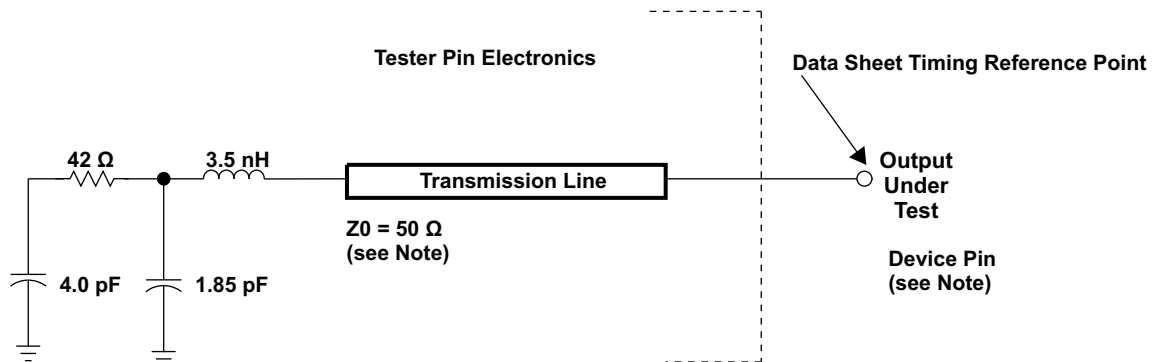 Tester Pin Electronics
Data Sheet Timing Reference Point
42 Ω
3.5 nH
Transmission Line
Output
Under
Test
Z0 = 50 Ω
(see Note)
Device Pin
(see Note)
4.0 pF
1.85 pF